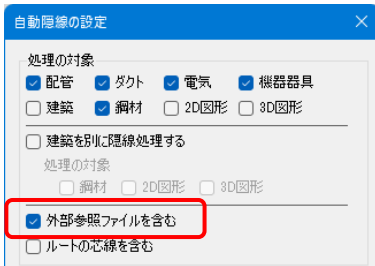 自動隠線の設定
処理の対象
配管 ダクト 電気 機器器具
建築 鋼材 2D図形 3D図形
建築を別に隠線処理する
処理の対象
鋼材 2D図形 3D図形
外部参照ファイルを含む
ルートの芯線を含む